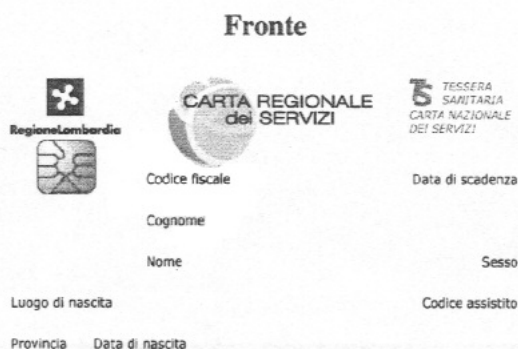 Fronte
RegioneLombardia
CARTA REGIONALE
dei SERVIZI
TS TESSERA
SANITARIA
CARTA NAZIONALE
DEI SERVIZI
Codice fiscale Data di scadenza
Cognome
Nome Sesso
Luogo di nascita Codice assistito
Provincia Data di nascita